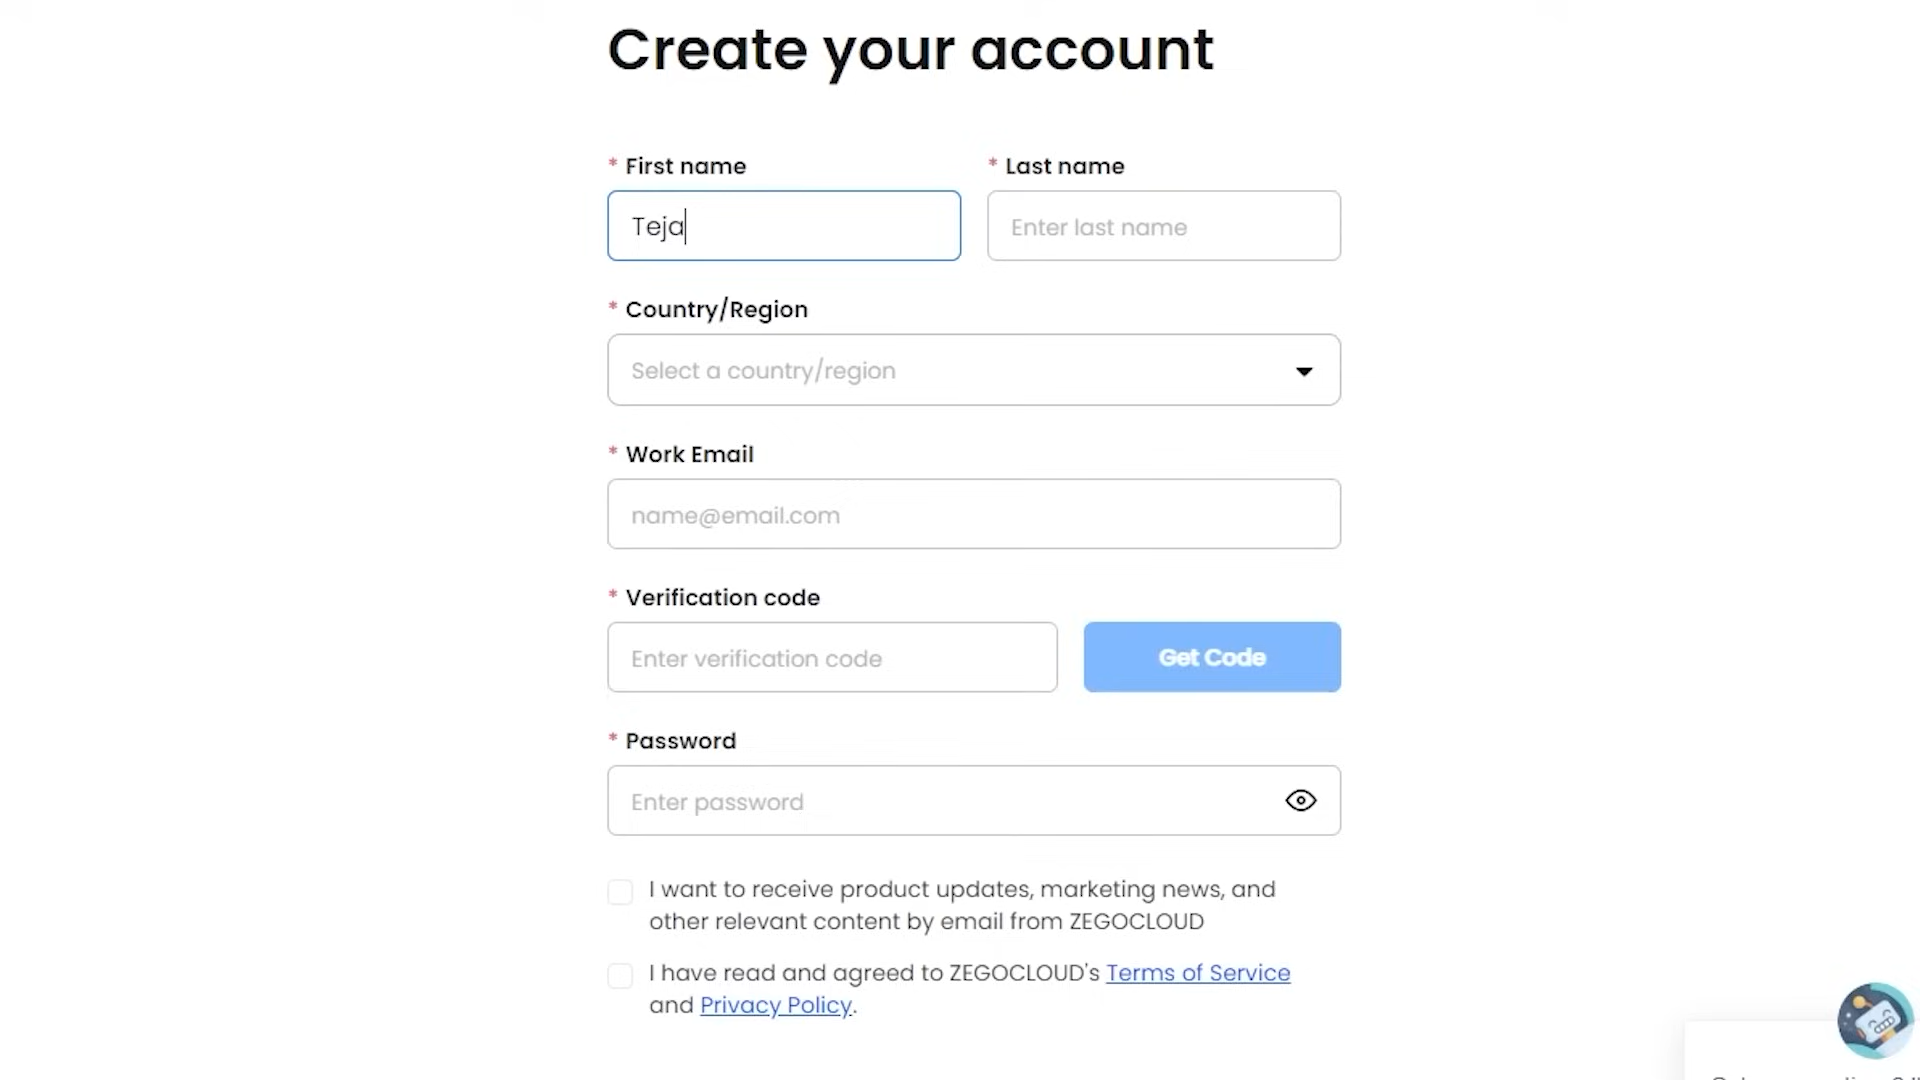 Create your account
* First name
* Last name
Teja
Enter last name
* Country/Region
Select a country/region
* Work Email
name@email.com
* Verification code
Enter verification code
Get Code
* Password
Enter password
I want to receive product updates, marketing news, and
other relevant content by email from ZEGOCLOUD
I have read and agreed to ZEGOCLOUD's Terms of Service
and Privacy Policy.